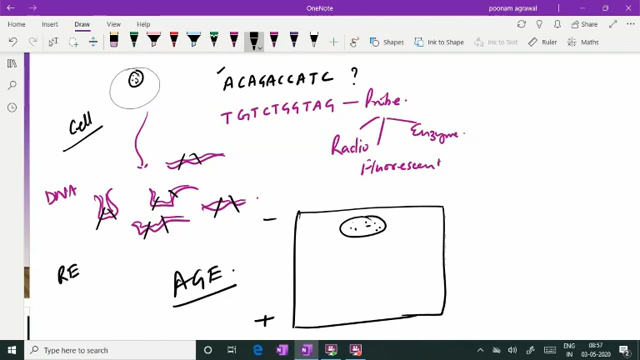 OneNote
poonam agrawal
Home Insert Draw View Help
Share
Shapes Ink to Shape Ink to Text Ruler Maths
ACAGACCATC ?
TGTCTGGTAG — Probe.
Cell
Radio Enzyme.
Fluorescent
DNA
−
RE AGE.
+
Type here to search
ENG 08:57
IN 03-05-2020